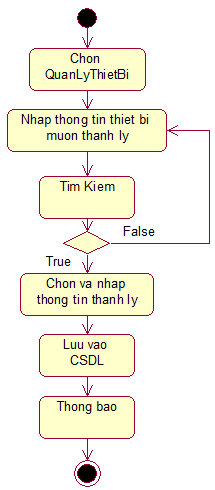 Chon
QuanLyThietBi
Nhap thong tin thiet bi
muon thanh ly
Tim Kiem
False
True
Chon va nhap
thong tin thanh ly
Luu vao
CSDL
Thong bao